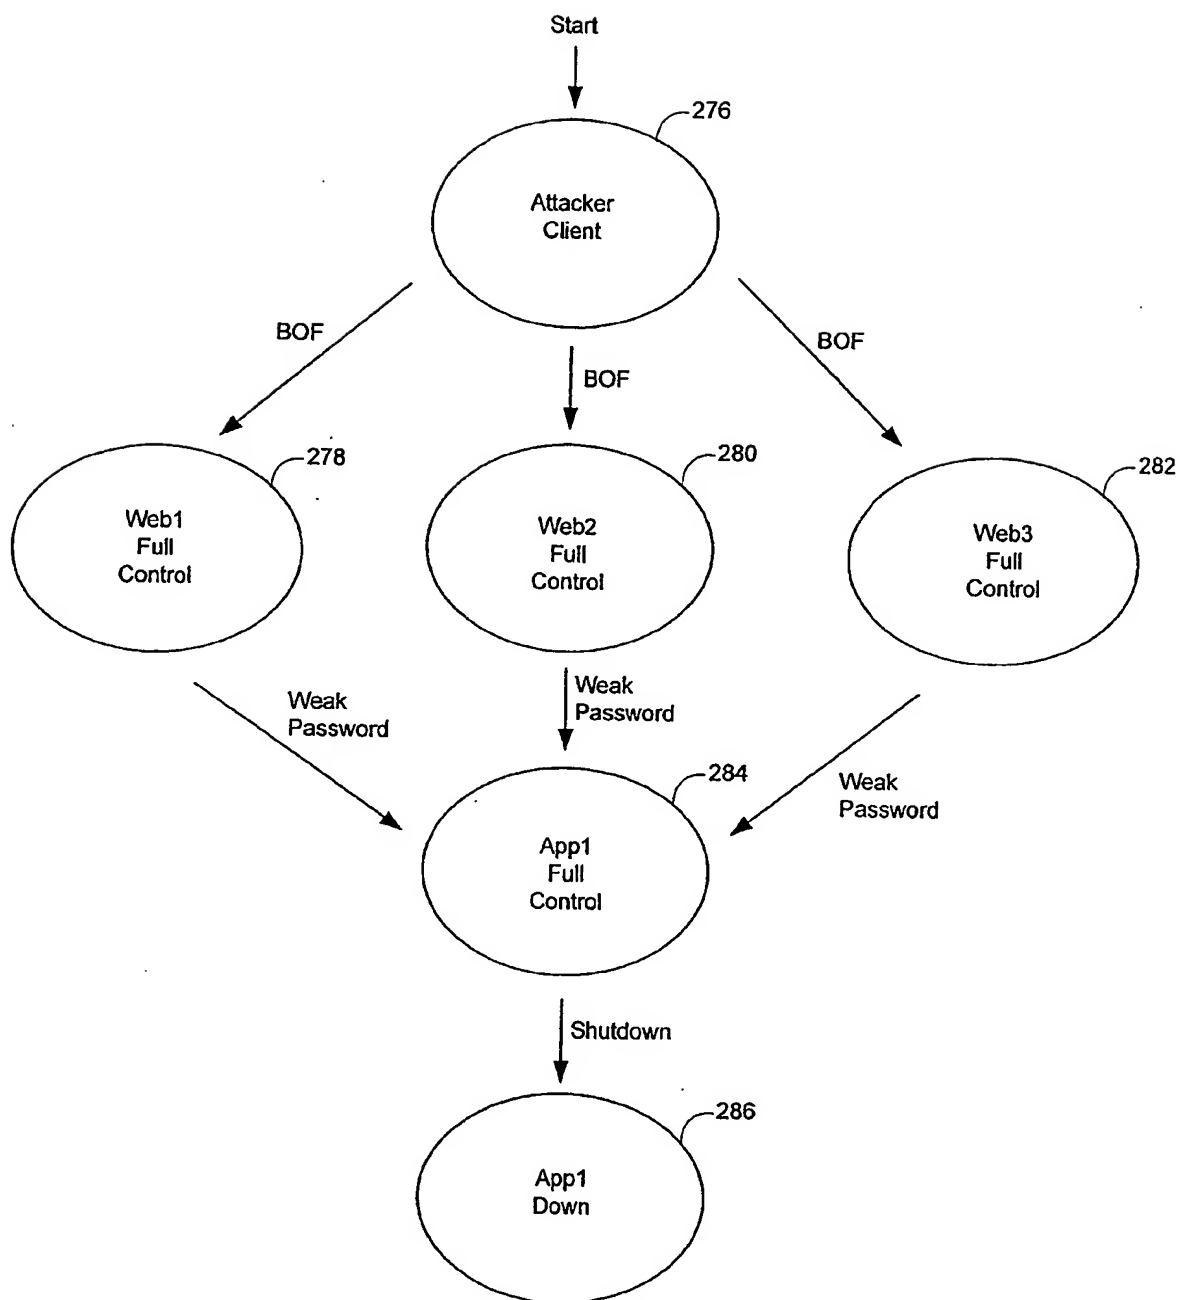 Start
276
Attacker
Client
BOF
BOF
BOF
278
280
282
Web1
Full
Control
Web2
Full
Control
Web3
Full
Control
Weak
Password
Weak
Password
Weak
Password
284
App1
Full
Control
Shutdown
286
App1
Down